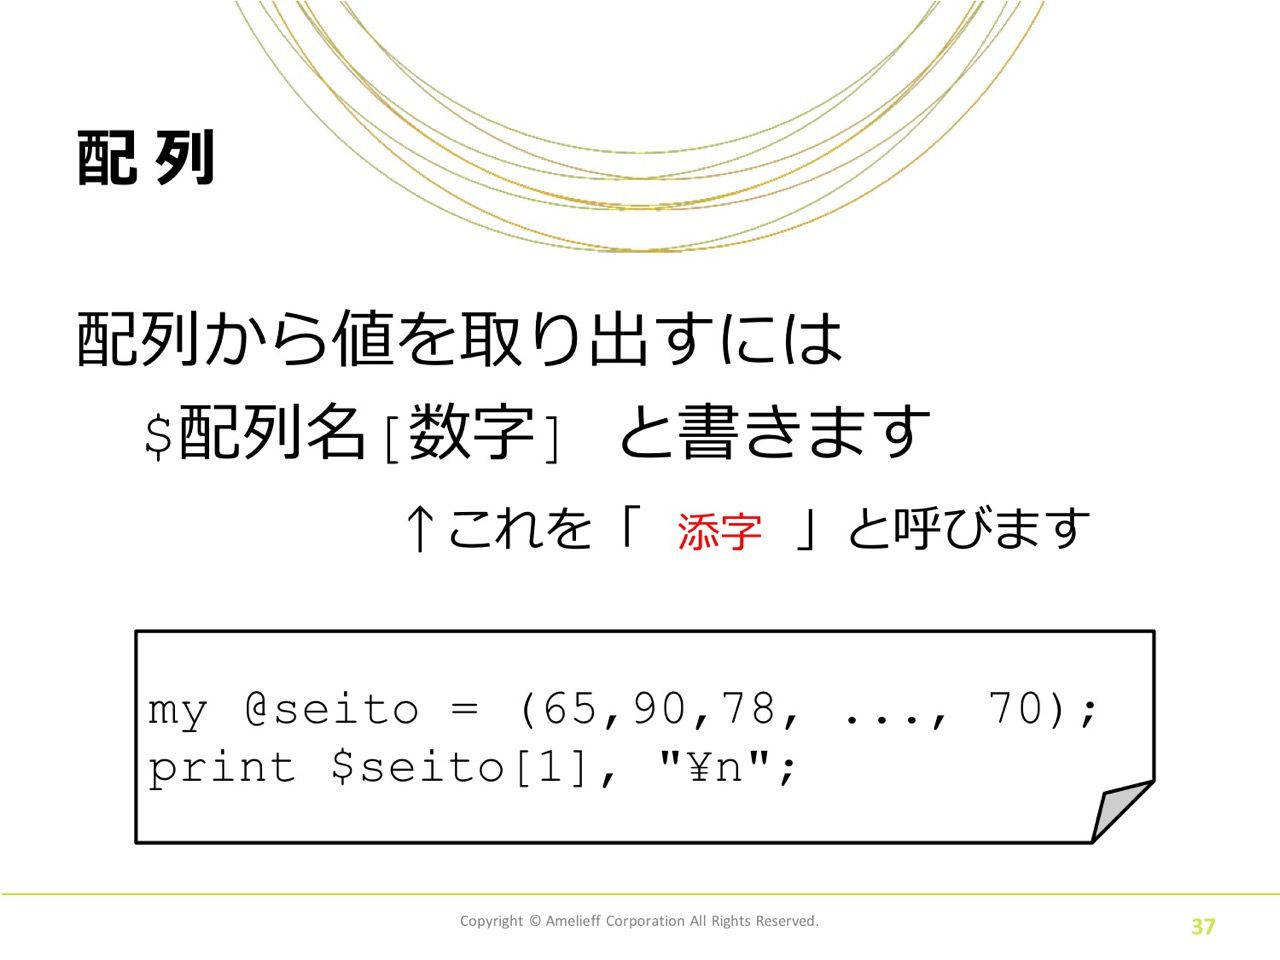 配列
配列から値を取り出すには
$配列名[数字] と書きます
↑これを「 添字 」と呼びます
my @seito = (65,90,78, ..., 70);
print $seito[1], "¥n";
Copyright © Amelieff Corporation All Rights Reserved.
37